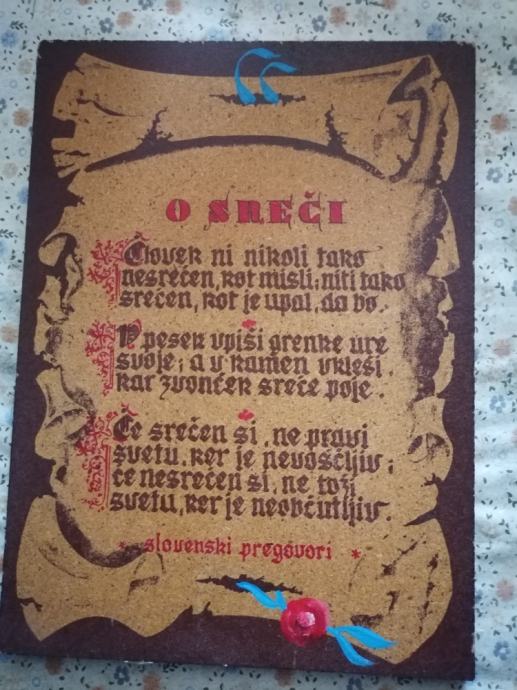 O SREČI
Človek ni nikoli tako
nesrečen, kot misli; niti tako
srečen, kot je upal, da bo.
V pesek vpiši grenke ure
svoje; a v kamen vkleši
kar zvonček sreče poje.
Če srečen si, ne pravi
svetu, ker je nevoščljiv;
če nesrečen si, ne toži
svetu, ker je neobčutljiv.
* slovenski pregovori *